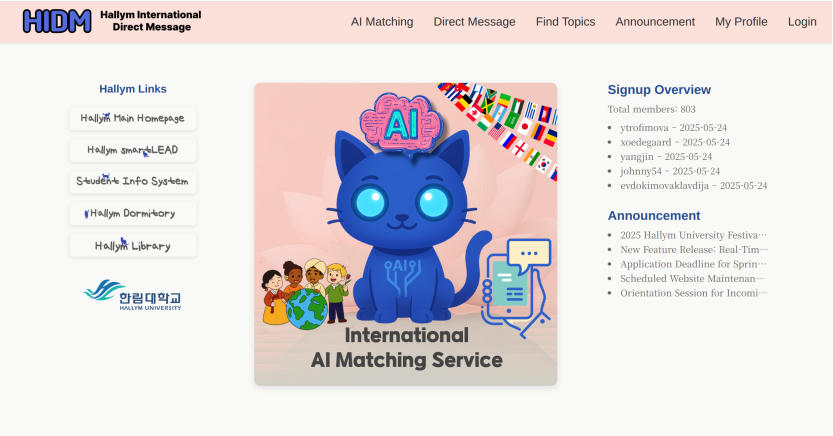 HIDM
Hallym International
Direct Message
AI Matching
Direct Message
Find Topics
Announcement
My Profile
Login
Hallym Links
Hallym Main Homepage
Hallym smartLEAD
Student Info System
Hallym Dormitory
Hallym Library
한림대학교
HALLYM UNIVERSITY
AI
AI
International
AI Matching Service
Signup Overview
Total members: 803
ytrofimova - 2025-05-24
xoedegaard - 2025-05-24
yangjin - 2025-05-24
johnny54 - 2025-05-24
evdokimovaklavdija - 2025-05-24
Announcement
2025 Hallym University Festiva…
New Feature Release: Real-Tim…
Application Deadline for Sprin…
Scheduled Website Maintenan…
Orientation Session for Incomi…